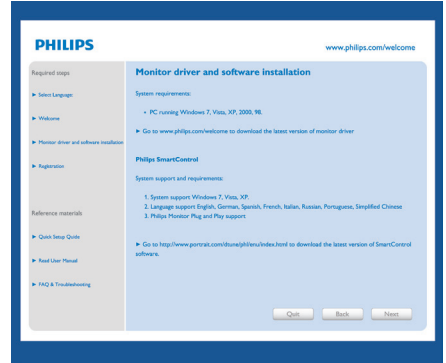 PHILIPS
www.philips.com/welcome
Required steps
Select Language:
Welcome
Monitor driver and software installation
Registration
Reference materials
Quick Setup Guide
Read User Manual
FAQ & Troubleshooting
Monitor driver and software installation
System requirements:
• PC running Windows 7, Vista, XP, 2000, 98.
Go to www.philips.com/welcome to download the latest version of monitor driver
Philips SmartControl
System support and requirements:
1. System support Windows 7, Vista, XP.
2. Language support English, German, Spanish, French, Italian, Russian, Portuguese, Simplified Chinese
3. Philips Monitor Plug and Play support
Go to http://www.portrait.com/dtune/phl/enu/index.html to download the latest version of SmartControl
software.
Quit
Back
Next